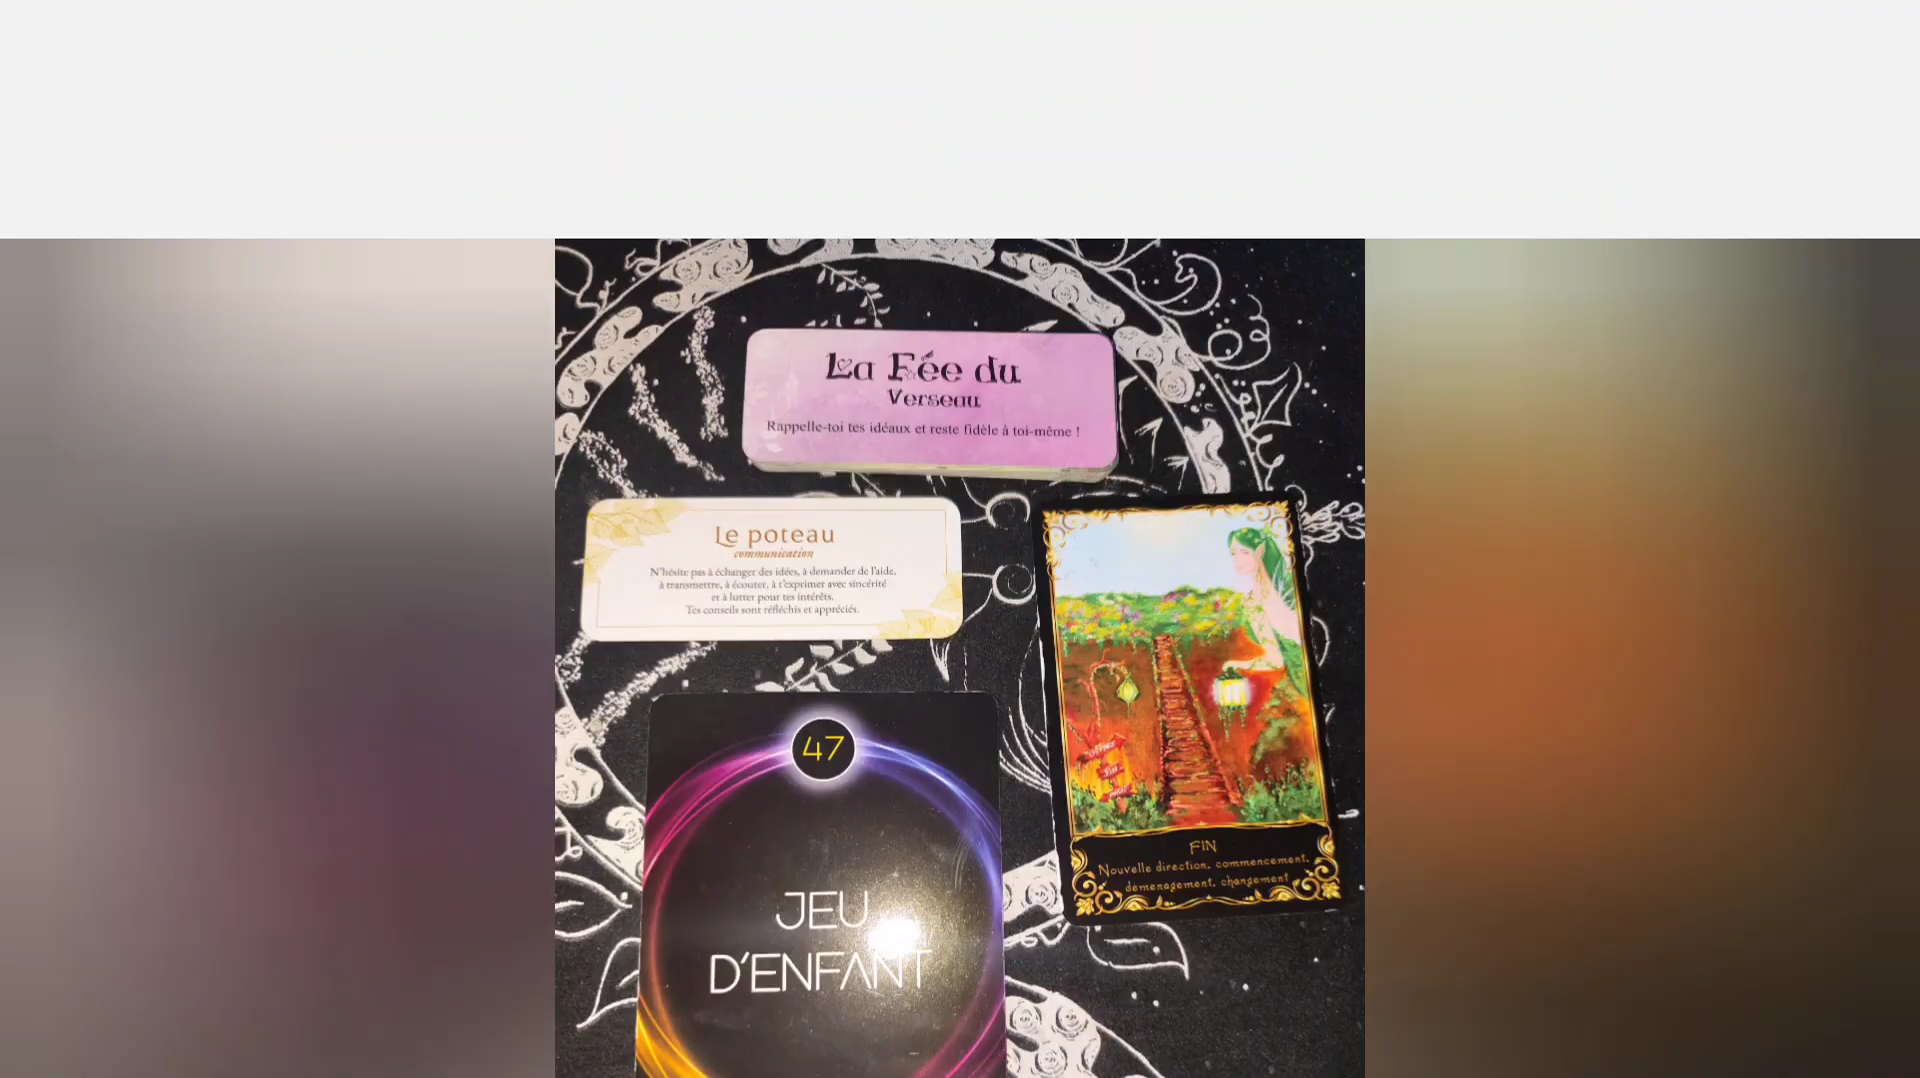 La Fée du
Verseau
Rappelle-toi tes idéaux et reste fidèle à toi-même !
Le poteau
communication
N'hésite pas à échanger des idées, à demander de l'aide,
à transmettre, à écouter, à t'exprimer avec sincérité
et à lutter pour tes intérêts.
Tes conseils sont réfléchis et appréciés.
47
JEU
D'ENFANT
FIN
Nouvelle direction, commencement,
déménagement, changement